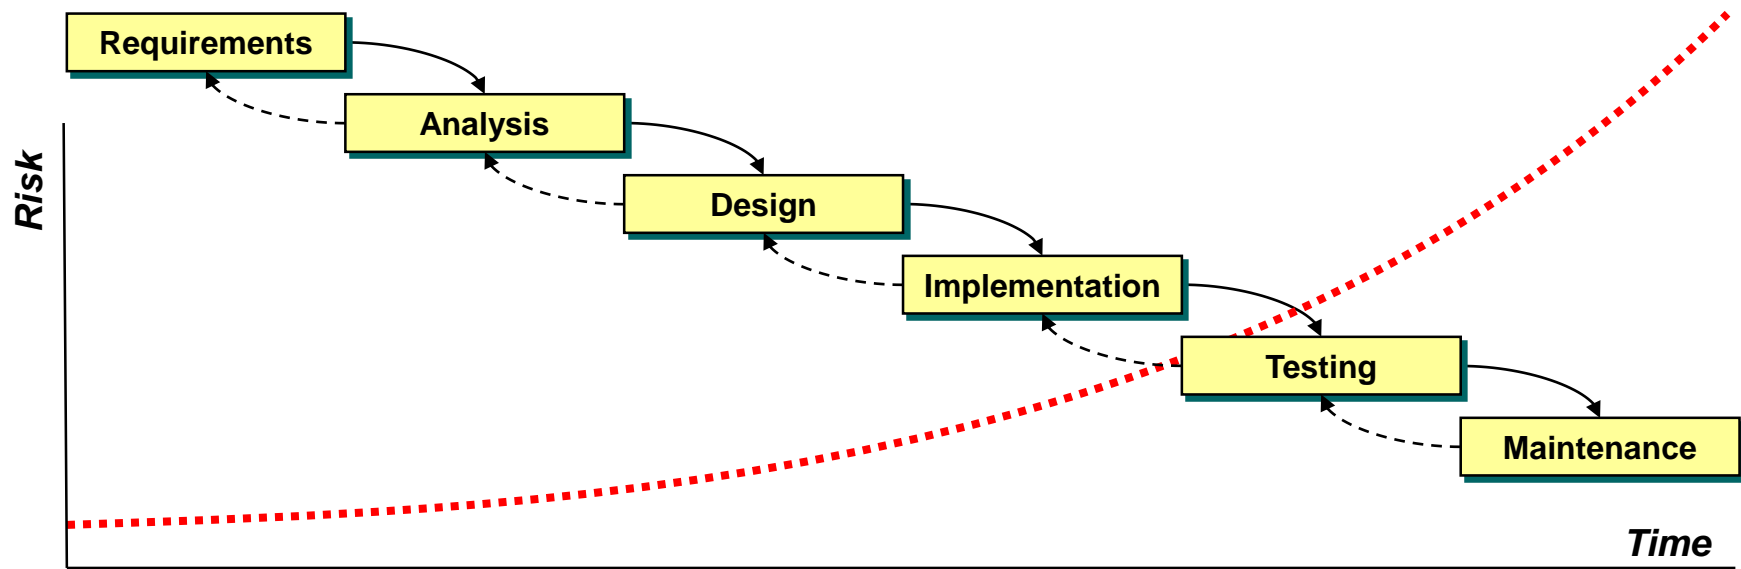 Requirements
Analysis
Risk
Design
Implementation
Testing
Maintenance
Time